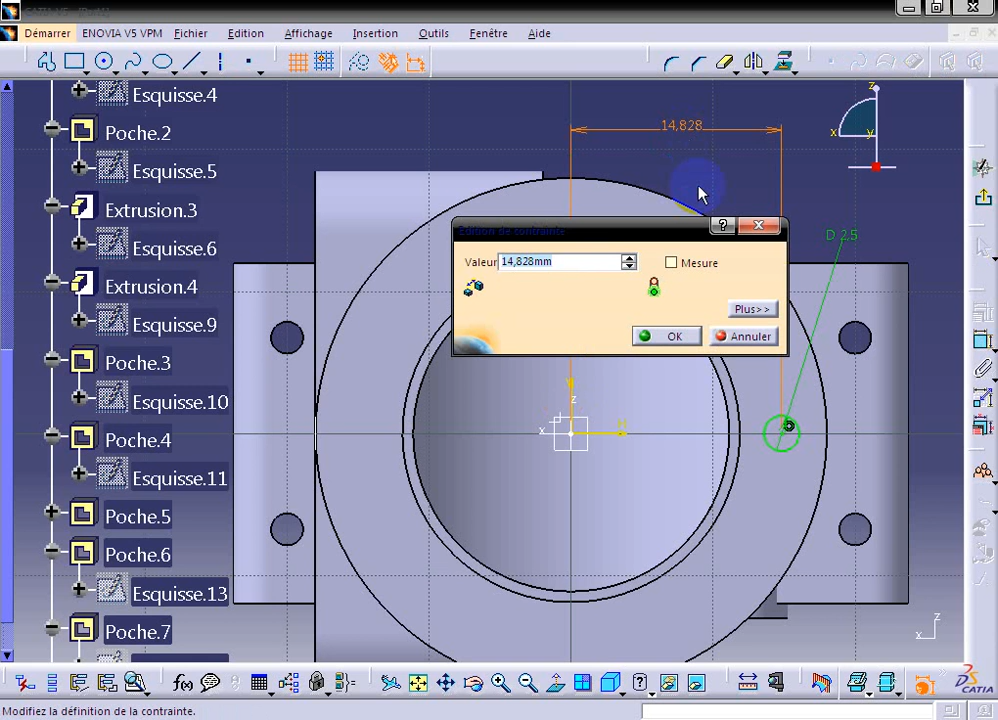 Démarrer ENOVIA V5 VPM Fichier Edition Affichage Insertion Outils Fenêtre Aide
Esquisse.4
Poche.2
Esquisse.5
Extrusion.3
Esquisse.6
Extrusion.4
Esquisse.9
Poche.3
Esquisse.10
Poche.4
Esquisse.11
Poche.5
Poche.6
Esquisse.13
Poche.7
14,828
D 2.5
z
x
y
Edition de contrainte
?
Valeur 14,828mm
Mesure
Plus>>
OK
Annuler
V
z
x
H
z
x
f(x)
CATIA
Modifiez la définition de la contrainte.